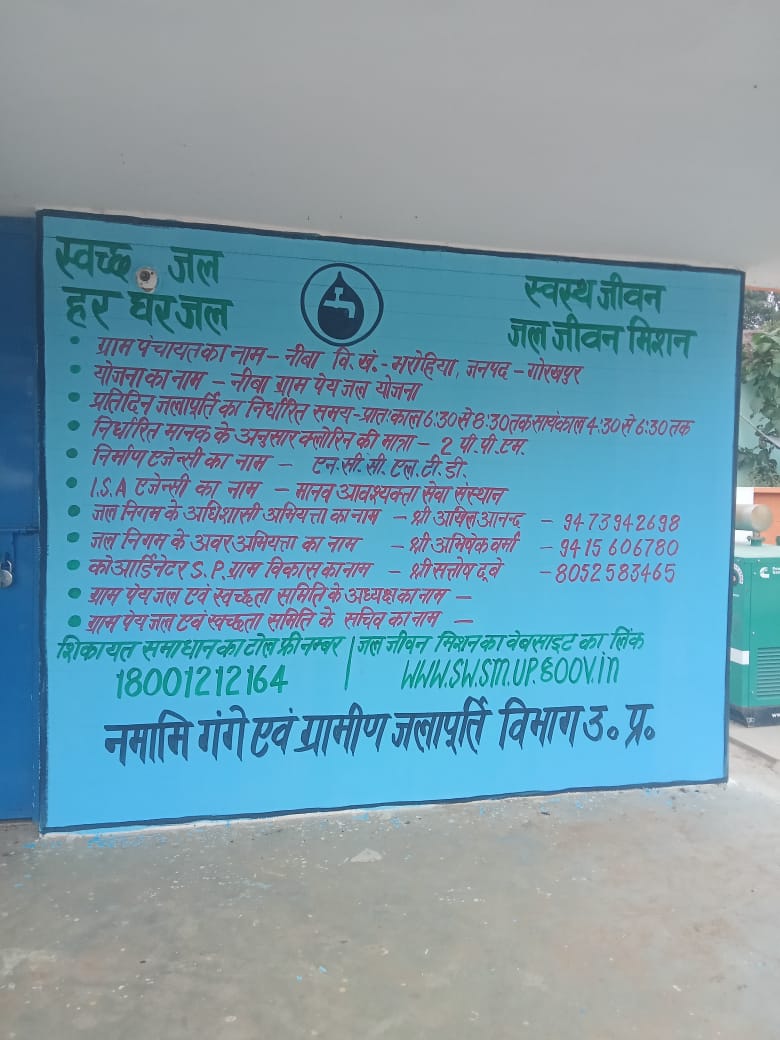 स्वच्छ जल
हर घर जल
स्वस्थ जीवन
जल जीवन मिशन
• ग्राम पंचायत का नाम – नीबा वि.खं.- भरोहिया, जनपद – गोरखपुर
• योजना का नाम – नीबा ग्राम पेय जल योजना
• प्रतिदिन जलापूर्ति का निर्धारित समय-प्रातःकाल 6:30 से 8:30 तक सायंकाल 4:30 से 6:30 तक
• निर्धारित मानक के अनुसार क्लोरिन की मात्रा – 2 पी.पी.एम.
• निर्माण एजेन्सी का नाम – एन.सी.सी.एल.टी.डी.
• I.S.A एजेन्सी का नाम – मानव आवश्यकता सेवा संस्थान
• जल निगम के अधिशासी अभियन्ता का नाम – श्री अखिल आनन्द – 9473942698
• जल निगम के अवर अभियन्ता का नाम – श्री अभिषेक वर्मा – 9415606780
• कोआर्डिनेटर S.P. ग्राम विकास का नाम – श्री सन्तोष दूबे – 8052583465
• ग्राम पेय जल एवं स्वच्छता समिति के अध्यक्ष का नाम –
• ग्राम पेय जल एवं स्वच्छता समिति के सचिव का नाम –
शिकायत समाधान का टोल फ्री नम्बर | जल जीवन मिशन का वेबसाइट का लिंक
18001212164 | WWW.SW.SM.UP.GOOV.in
नमामि गंगे एवं ग्रामीण जलापूर्ति विभाग उ. प्र.